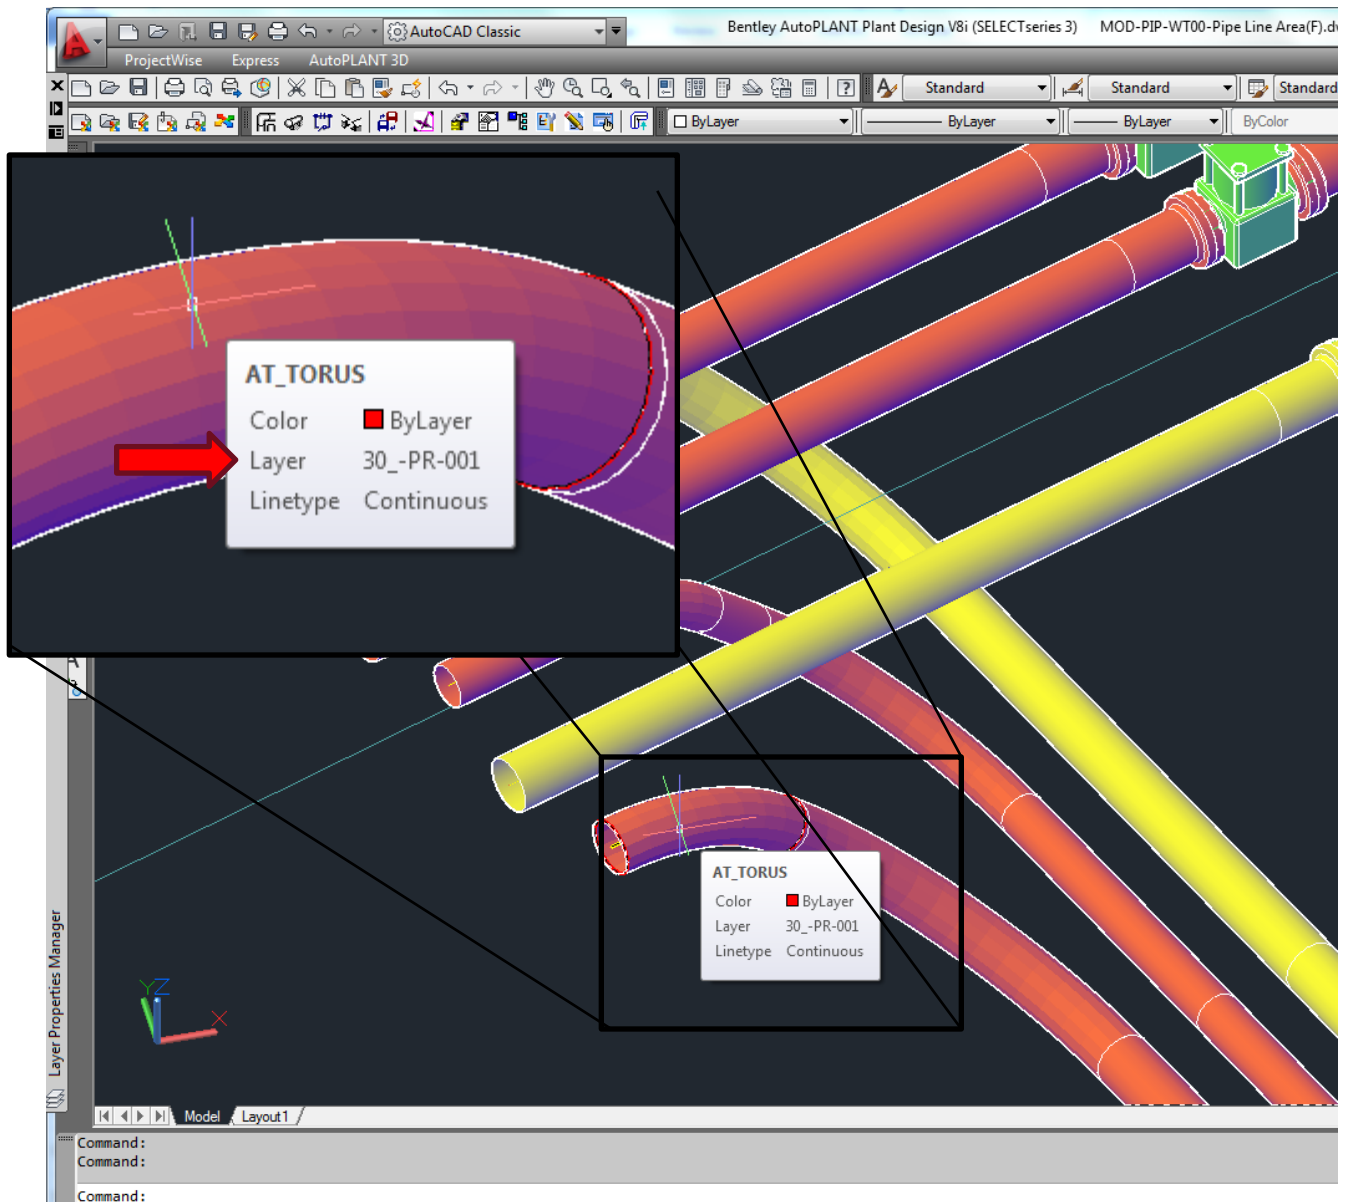 AutoCAD Classic
Bentley AutoPLANT Plant Design V8i (SELECTseries 3) MOD-PIP-WT00-Pipe Line Area(F).d
ProjectWise Express AutoPLANT 3D
Standard Standard Standard
ByLayer ByLayer ByLayer ByColor
AT_TORUS
Color ByLayer
Layer 30_-PR-001
Linetype Continuous
AT_TORUS
Color ByLayer
Layer 30_-PR-001
Linetype Continuous
Layer Properties Manager
Y Z
X
Model Layout1
Command:
Command:
Command: